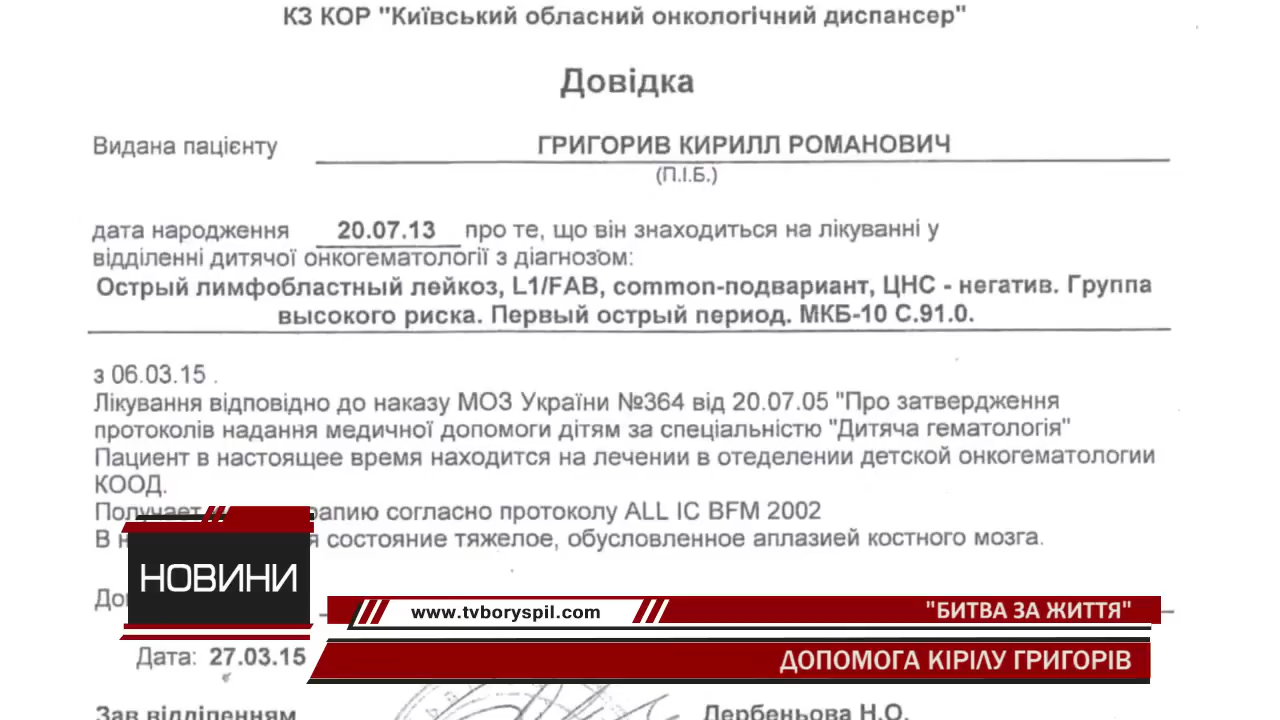 КЗ КОР "Київський обласний онкологічний диспансер"
Довідка
Видана пацієнту ГРИГОРИВ КИРИЛЛ РОМАНОВИЧ
(П.І.Б.)
дата народження 20.07.13 про те, що він знаходиться на лікуванні у
відділенні дитячої онкогематології з діагнозом:
Острый лимфобластный лейкоз, L1/FAB, common-подвариант, ЦНС - негатив. Группа
высокого риска. Первый острый период. МКБ-10 С.91.0.
з 06.03.15 .
Лікування відповідно до наказу МОЗ України №364 від 20.07.05 "Про затвердження
протоколів надання медичної допомоги дітям за спеціальністю "Дитяча гематологія"
Пациент в настоящее время находится на лечении в отеделении детской онкогематологии
КООД.
Получает согласно протоколу ALL IC BFM 2002
В состояние тяжелое, обусловленное аплазией костного мозга.
НОВИНИ
www.tvboryspil.com
"БИТВА ЗА ЖИТТЯ"
Дата: 27.03.15
ДОПОМОГА КІРІЛУ ГРИГОРІВ
Зав відділенням Дербеньова Н.О.